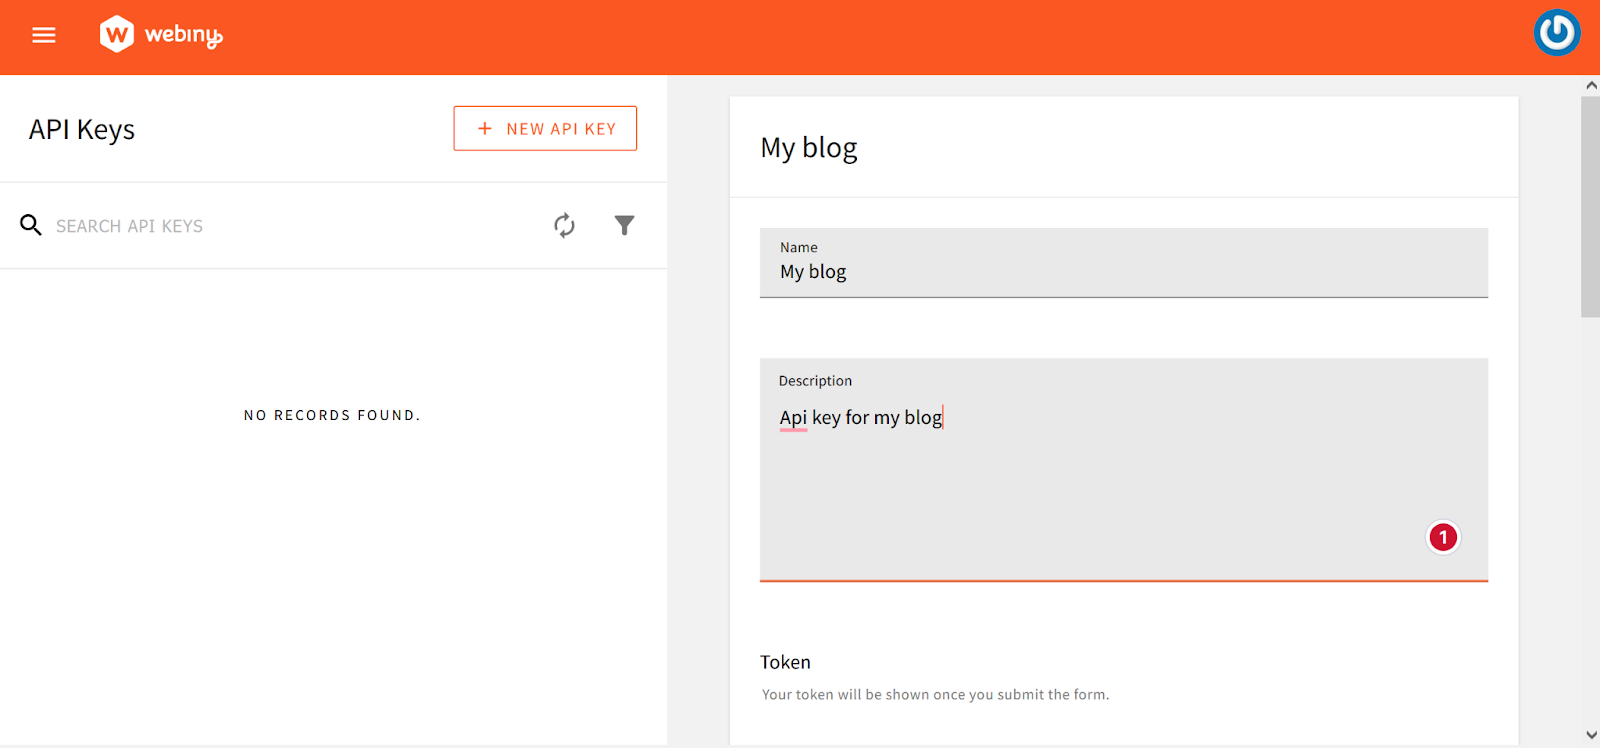 webiny
API Keys
+ NEW API KEY
SEARCH API KEYS
NO RECORDS FOUND.
My blog
Name
My blog
Description
Api key for my blog
1
Token
Your token will be shown once you submit the form.